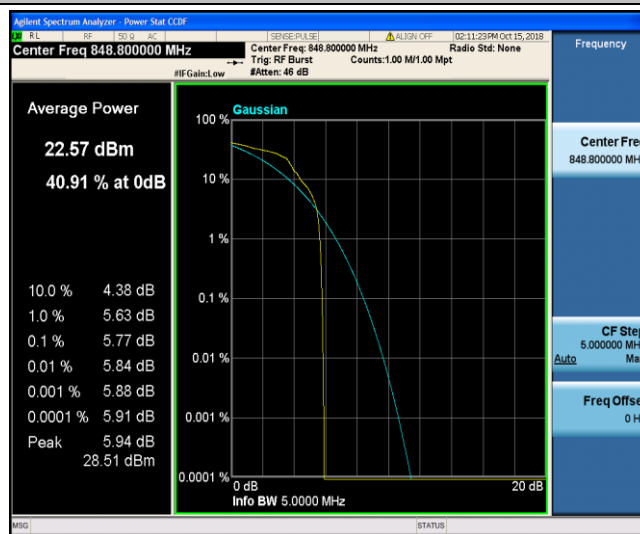 Agilent Spectrum Analyzer - Power Stat CCDF
RL RF 50 Ω AC SENSE:PULSE ALIGN OFF 02:11:23PM Oct 15, 2018
Center Freq 848.800000 MHz
Center Freq: 848.800000 MHz Radio Std: None
Trig: RF Burst Counts:1.00 M/1.00 Mpt
#IFGain:Low #Atten: 46 dB
Frequency
Average Power
22.57 dBm
40.91 % at 0dB
10.0 % 4.38 dB
1.0 % 5.63 dB
0.1 % 5.77 dB
0.01 % 5.84 dB
0.001 % 5.88 dB
0.0001 % 5.91 dB
Peak 5.94 dB
28.51 dBm
Gaussian
100 %
10 %
1 %
0.1 %
0.01 %
0.001 %
0.0001 %
0 dB 20 dB
Info BW 5.0000 MHz
Center Fre
848.800000 MH
CF Step
5.000000 MH
Auto Ma
Freq Offse
0 H
MSG STATUS